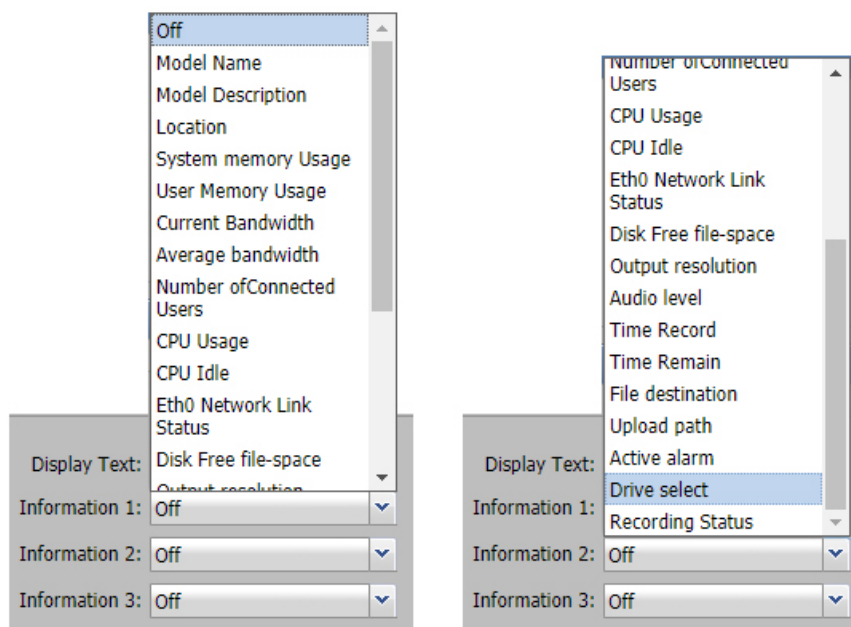 Off
Model Name
Model Description
Location
System memory Usage
User Memory Usage
Current Bandwidth
Average bandwidth
Number ofConnected
Users
CPU Usage
CPU Idle
Eth0 Network Link
Status
Disk Free file-space
Output resolution
Display Text:
Information 1: Off
Information 2: Off
Information 3: Off
Number ofConnected
Users
CPU Usage
CPU Idle
Eth0 Network Link
Status
Disk Free file-space
Output resolution
Audio level
Time Record
Time Remain
File destination
Upload path
Active alarm
Drive select
Recording Status
Display Text:
Information 1:
Information 2: Off
Information 3: Off